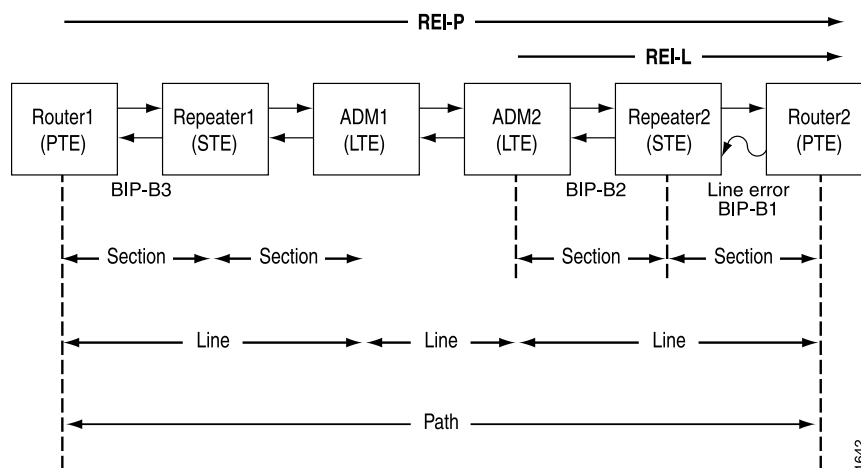 REI-P
REI-L
Router1
(PTE)
Repeater1
(STE)
ADM1
(LTE)
ADM2
(LTE)
Repeater2
(STE)
Router2
(PTE)
BIP-B3
BIP-B2
Line error
BIP-B1
Section
Section
Section
Section
Line
Line
Line
Path